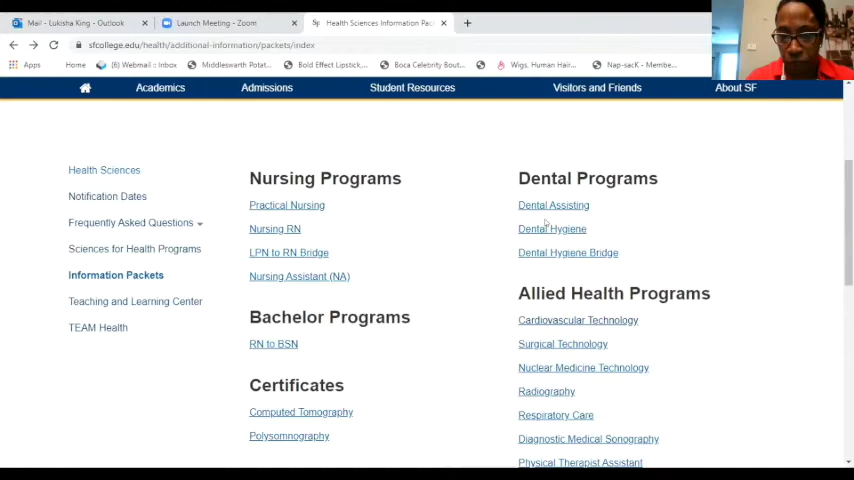 Mail - Lukisha King - Outlook
Launch Meeting - Zoom
Health Sciences Information Pac
sfcollege.edu/health/additional-information/packets/index
Apps
Home
(6) Webmail :: Inbox
Middleswarth Potat...
Bold Effect Lipstick,...
Boca Celebrity Bout...
Wigs, Human Hair...
Nap-sacK - Membe...
Academics
Admissions
Student Resources
Visitors and Friends
About SF
Health Sciences
Notification Dates
Frequently Asked Questions
Sciences for Health Programs
Information Packets
Teaching and Learning Center
TEAM Health
Nursing Programs
Practical Nursing
Nursing RN
LPN to RN Bridge
Nursing Assistant (NA)
Bachelor Programs
RN to BSN
Certificates
Computed Tomography
Polysomnography
Dental Programs
Dental Assisting
Dental Hygiene
Dental Hygiene Bridge
Allied Health Programs
Cardiovascular Technology
Surgical Technology
Nuclear Medicine Technology
Radiography
Respiratory Care
Diagnostic Medical Sonography
Physical Therapist Assistant